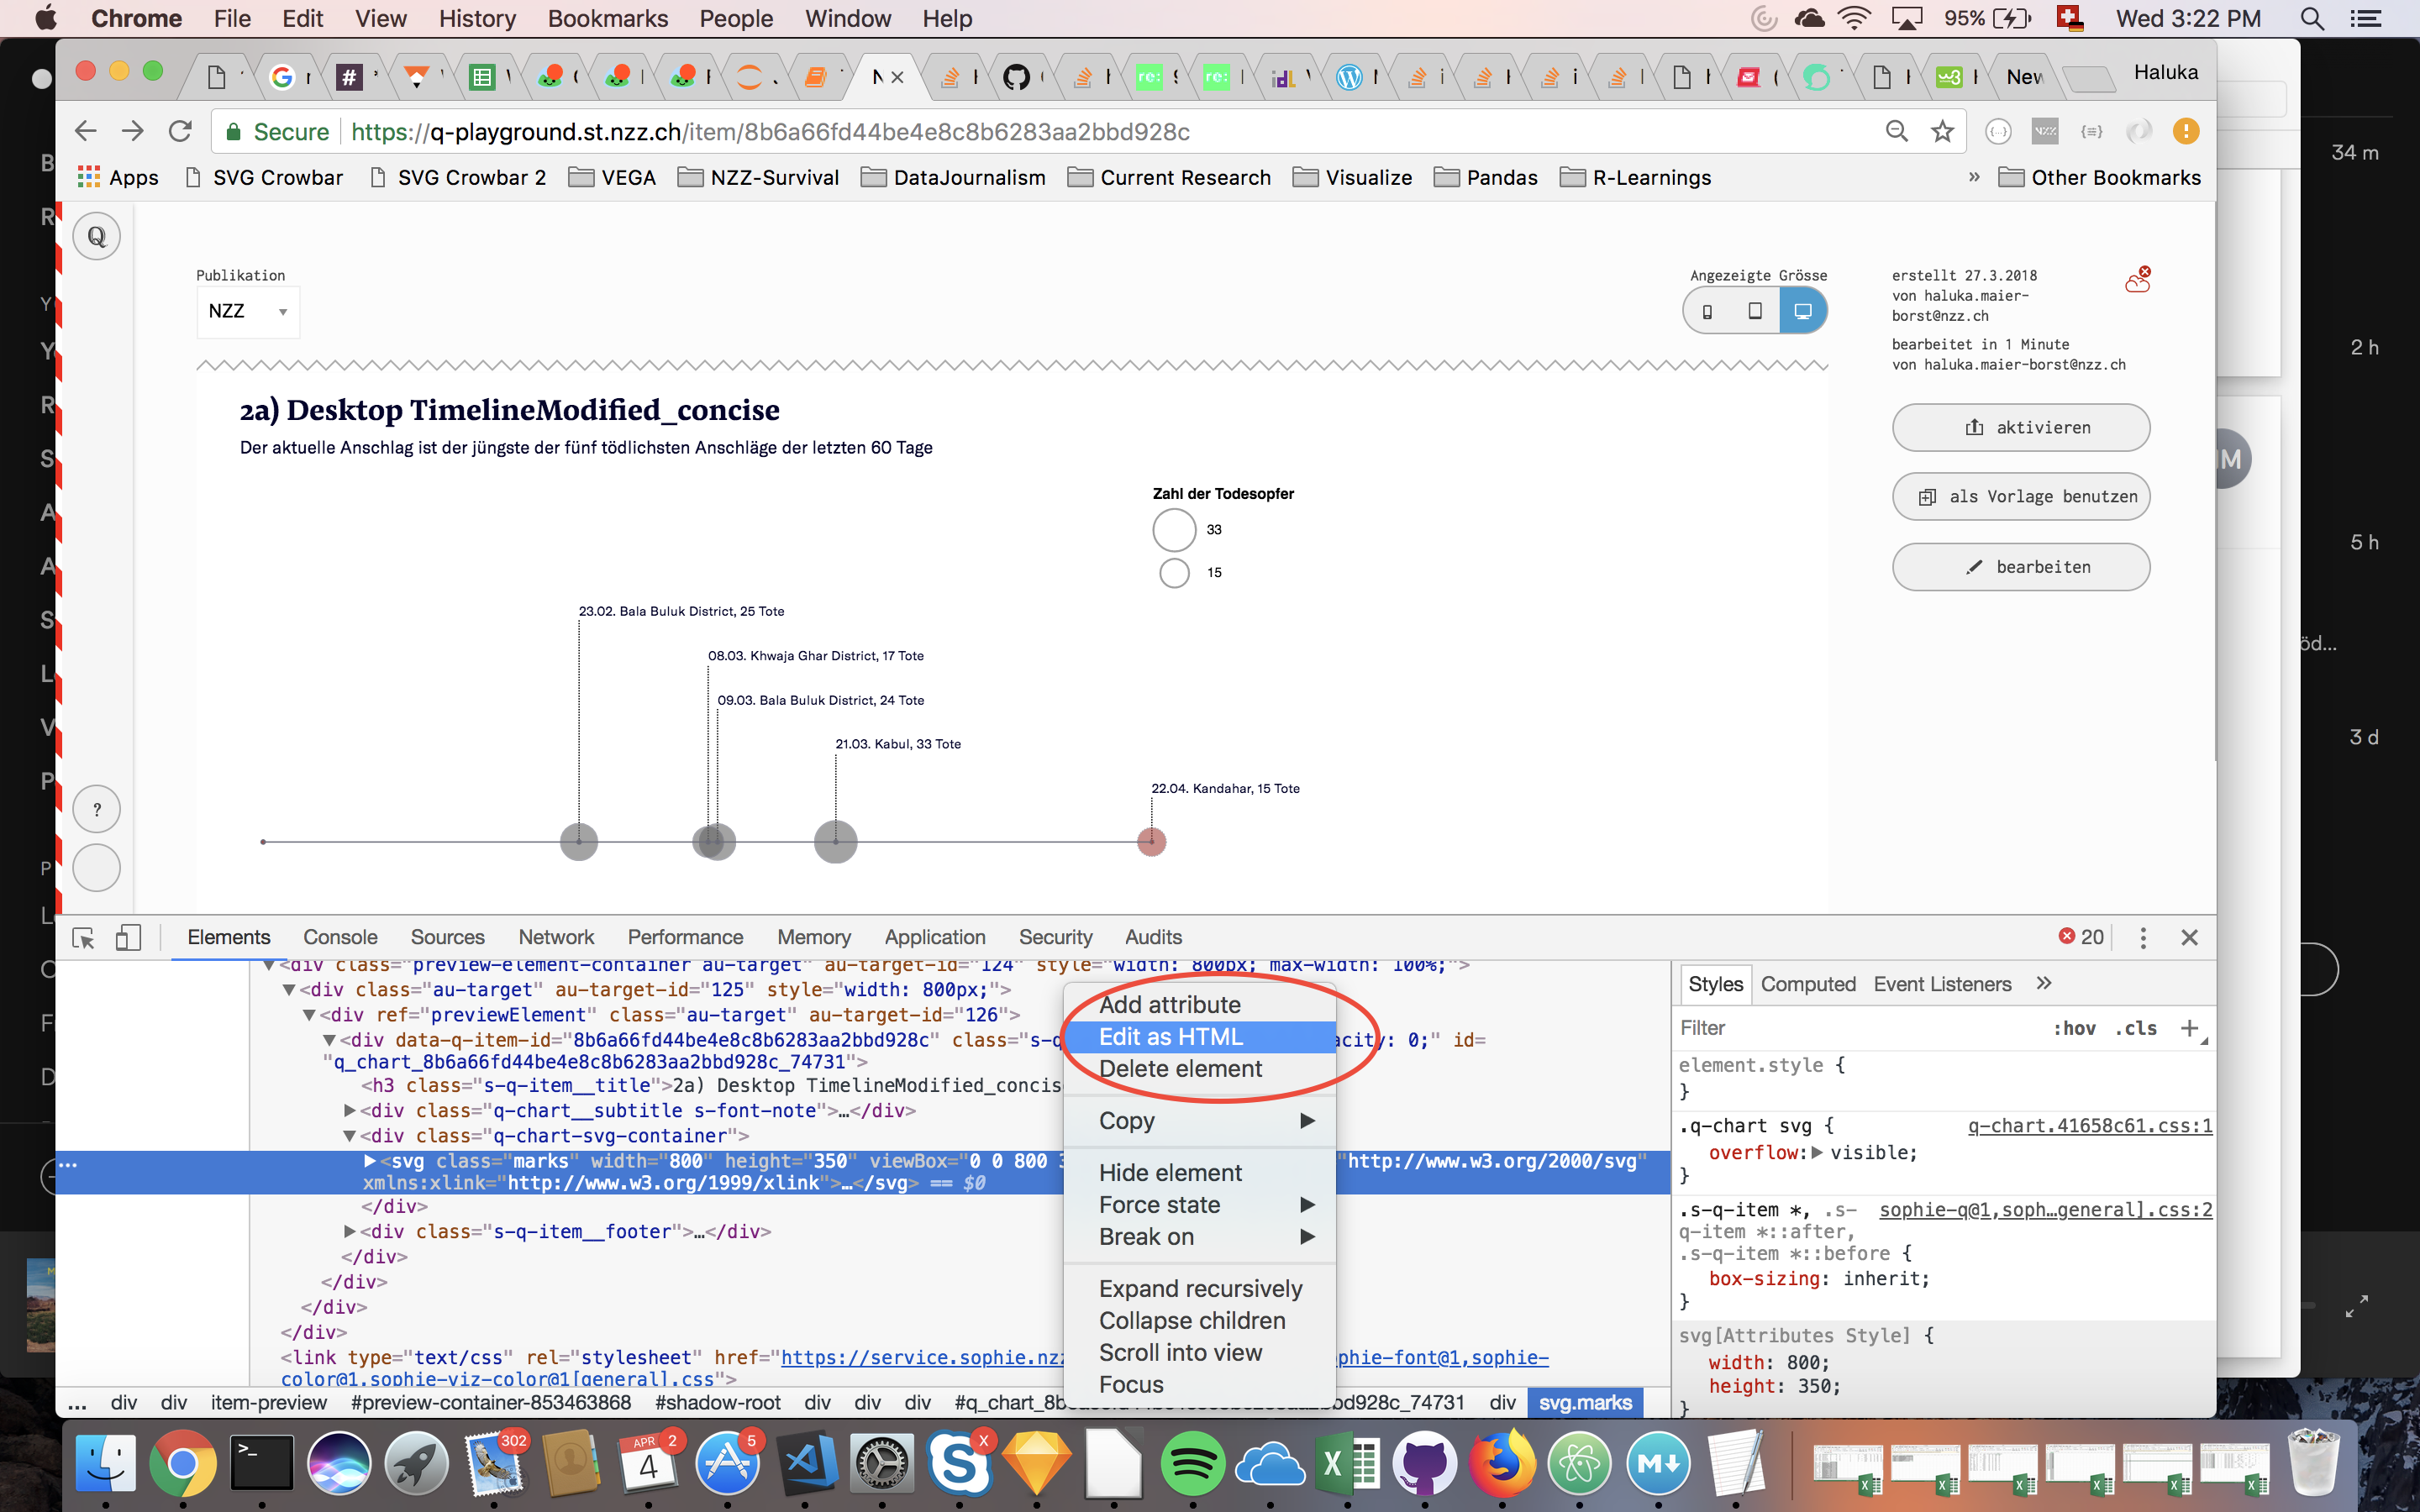 Chrome File Edit View History Bookmarks People Window Help 95% Wed 3:22 PM
N New Haluka
Secure https://q-playground.st.nzz.ch/item/8b6a66fd44be4e8c8b6283aa2bbd928c
Apps SVG Crowbar SVG Crowbar 2 VEGA NZZ-Survival DataJournalism Current Research Visualize Pandas R-Learnings » Other Bookmarks
34 m
2 h
5 h
3 d
Q
Publikation
NZZ
Angezeigte Grösse
erstellt 27.3.2018
von haluka.maier-
borst@nzz.ch
bearbeitet in 1 Minute
von haluka.maier-borst@nzz.ch
aktivieren
als Vorlage benutzen
bearbeiten
2a) Desktop TimelineModified_concise
Der aktuelle Anschlag ist der jüngste der fünf tödlichsten Anschläge der letzten 60 Tage
Zahl der Todesopfer
33
15
23.02. Bala Buluk District, 25 Tote
08.03. Khwaja Ghar District, 17 Tote
09.03. Bala Buluk District, 24 Tote
21.03. Kabul, 33 Tote
22.04. Kandahar, 15 Tote
?
Elements Console Sources Network Performance Memory Application Security Audits 20
<div class="preview-element-container au-target" au-target-id="124" style="width: 800px; max-width: 100%;">
<div class="au-target" au-target-id="125" style="width: 800px;">
<div ref="previewElement" class="au-target" au-target-id="126">
<div data-q-item-id="8b6a66fd44be4e8c8b6283aa2bbd928c" class="s-q acity: 0;" id=
"q_chart_8b6a66fd44be4e8c8b6283aa2bbd928c_74731">
<h3 class="s-q-item__title">2a) Desktop TimelineModified_concis
<div class="q-chart__subtitle s-font-note">…</div>
<div class="q-chart-svg-container">
<svg class="marks" width="800" height="350" viewBox="0 0 800 "http://www.w3.org/2000/svg"
xmlns:xlink="http://www.w3.org/1999/xlink">…</svg> == $0
</div>
<div class="s-q-item__footer">…</div>
</div>
</div>
</div>
</div>
<link type="text/css" rel="stylesheet" href="https://service.sophie.nzz phie-font@1,sophie-
color@1,sophie-viz-color@1[general].css">
Add attribute
Edit as HTML
Delete element
Copy
Hide element
Force state
Break on
Expand recursively
Collapse children
Scroll into view
Focus
Styles Computed Event Listeners »
Filter :hov .cls +
element.style {
}
.q-chart svg { q-chart.41658c61.css:1
overflow: visible;
}
.s-q-item *, .s- sophie-q@1,soph…general].css:2
q-item *::after,
.s-q-item *::before {
box-sizing: inherit;
}
svg[Attributes Style] {
width: 800;
height: 350;
}
... div div item-preview #preview-container-853463868 #shadow-root div div div #q_chart_8b bd928c_74731 div svg.marks
302 APR 4 2 5 X